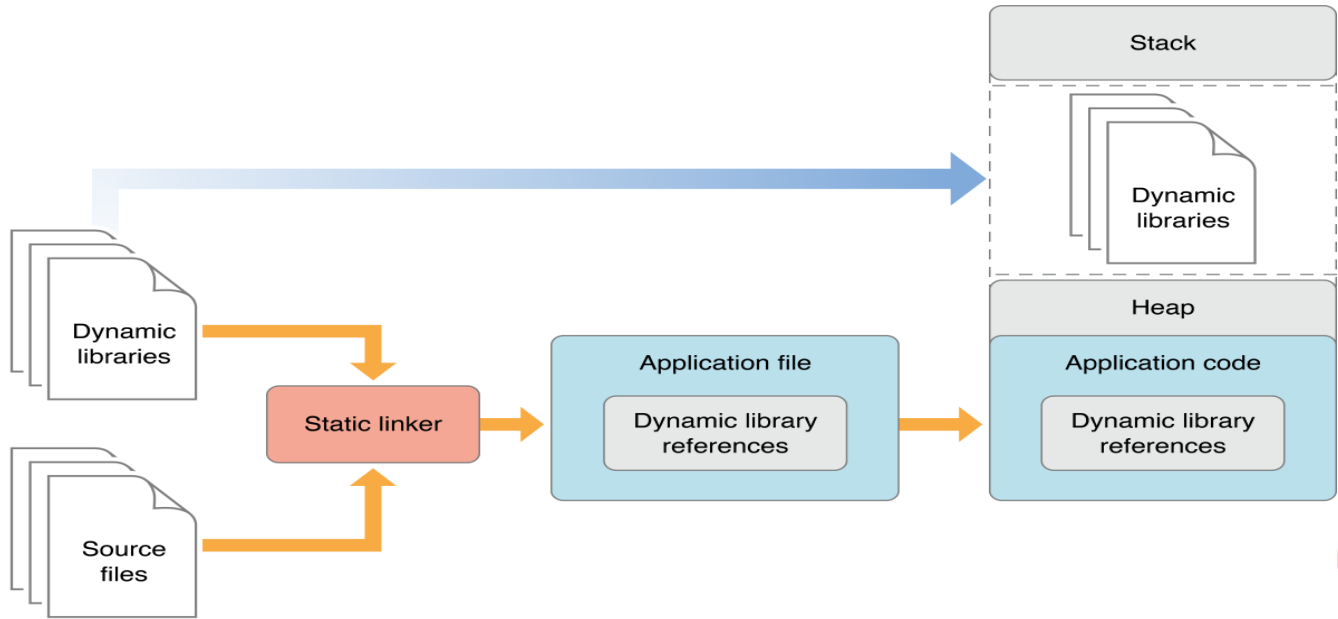 Stack
Dynamic
libraries
Heap
Application code
Dynamic library
references
Dynamic
libraries
Static linker
Application file
Dynamic library
references
Source
files